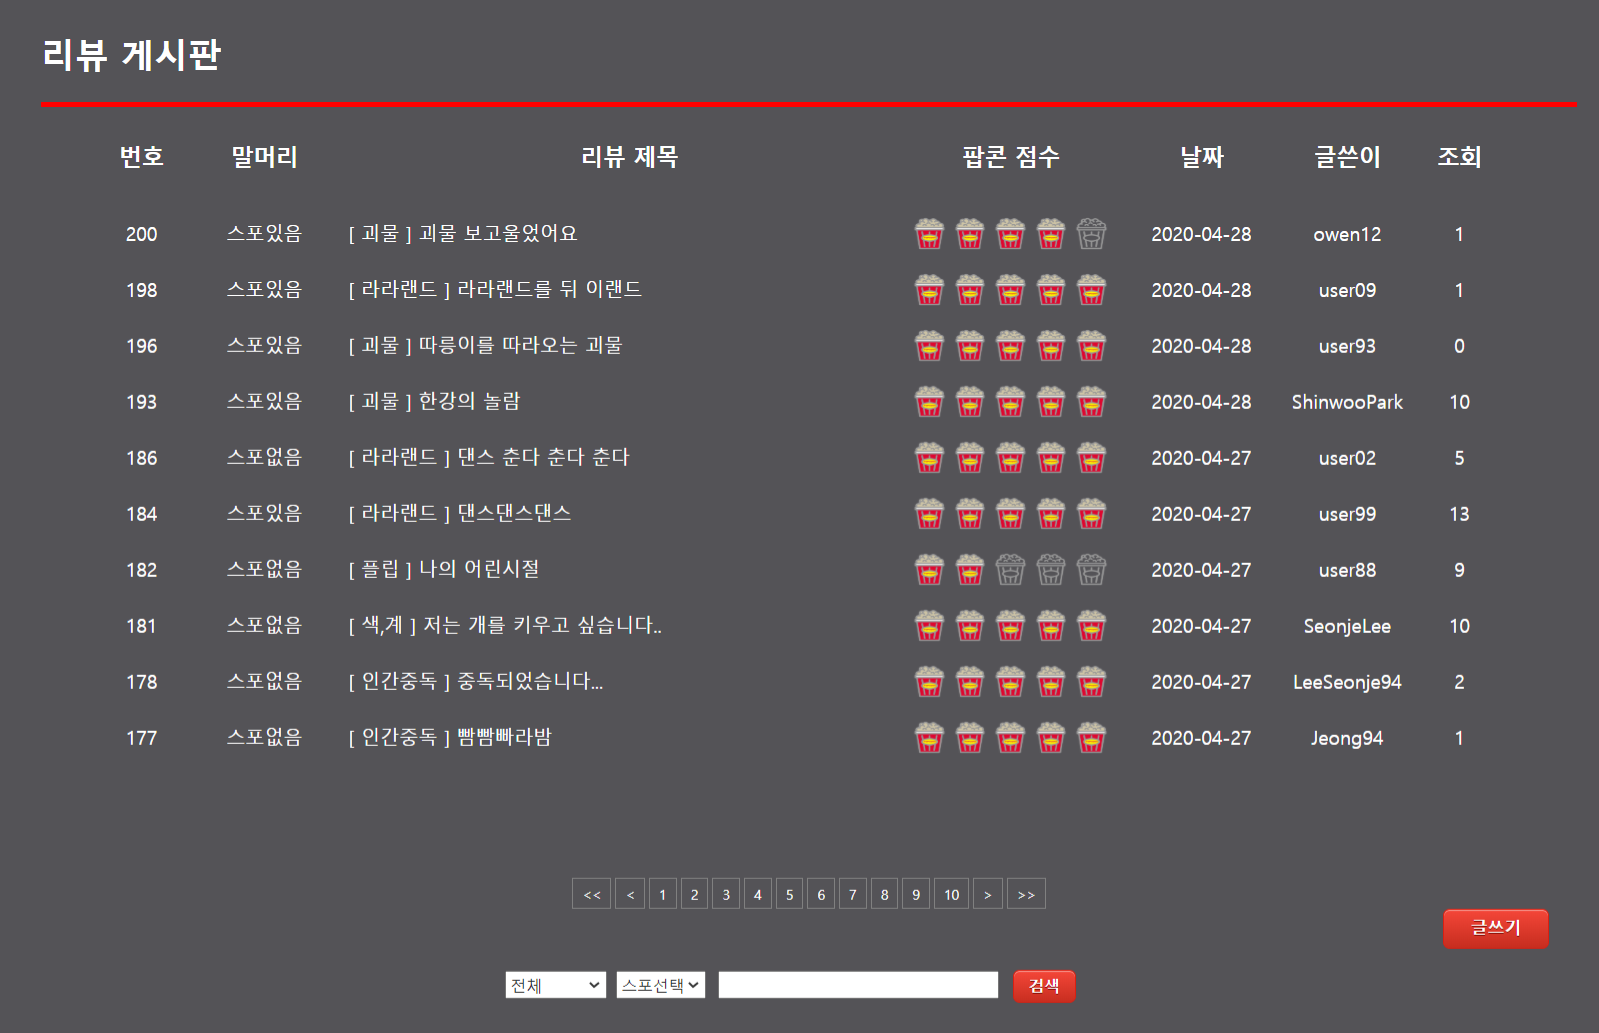 리뷰 게시판
번호 말머리 리뷰 제목 팝콘 점수 날짜 글쓴이 조회
200 스포있음 [ 괴물 ] 괴물 보고울었어요 2020-04-28 owen12 1
198 스포있음 [ 라라랜드 ] 라라랜드를 뒤 이랜드 2020-04-28 user09 1
196 스포있음 [ 괴물 ] 따릉이를 따라오는 괴물 2020-04-28 user93 0
193 스포있음 [ 괴물 ] 한강의 놀람 2020-04-28 ShinwooPark 10
186 스포없음 [ 라라랜드 ] 댄스 춘다 춘다 춘다 2020-04-27 user02 5
184 스포있음 [ 라라랜드 ] 댄스댄스댄스 2020-04-27 user99 13
182 스포없음 [ 플립 ] 나의 어린시절 2020-04-27 user88 9
181 스포없음 [ 색,계 ] 저는 개를 키우고 싶습니다.. 2020-04-27 SeonjeLee 10
178 스포없음 [ 인간중독 ] 중독되었습니다... 2020-04-27 LeeSeonje94 2
177 스포없음 [ 인간중독 ] 빰빰빠라밤 2020-04-27 Jeong94 1
<< < 1 2 3 4 5 6 7 8 9 10 > >>
글쓰기
전체 스포선택 검색